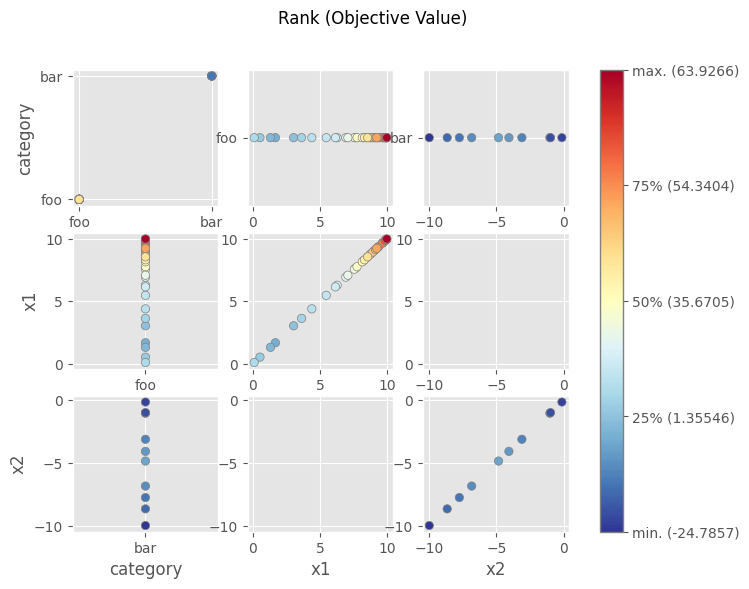 Rank (Objective Value)
category
bar
foo
foo
bar
foo
0
5
10
bar
−10
−5
0
max. (63.9266)
75% (54.3404)
50% (35.6705)
25% (1.35546)
min. (-24.7857)
x1
10
5
0
foo
10
5
0
0
5
10
10
5
0
−10
−5
0
x2
0
−5
−10
bar
category
0
−5
−10
0
5
10
x1
0
−5
−10
−10
−5
0
x2